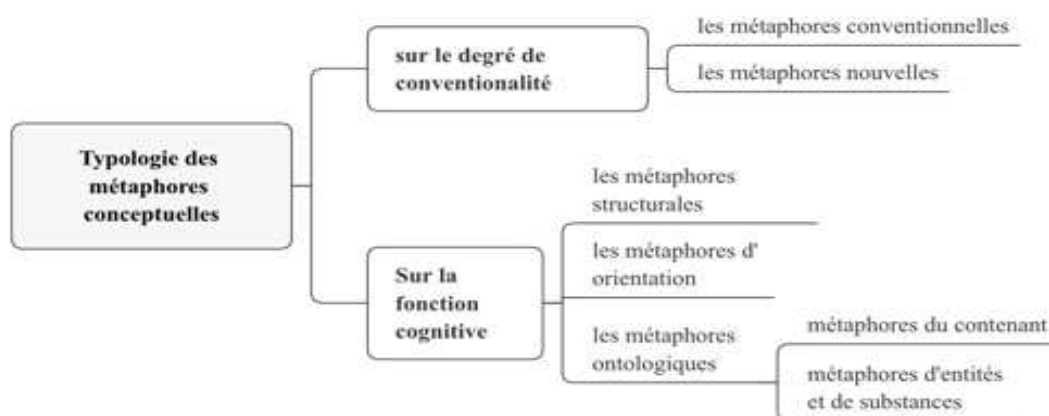 Typologie des
métaphores
conceptuelles
sur le degré de
conventionalité
les métaphores conventionnelles
les métaphores nouvelles
Sur la
fonction
cognitive
les métaphores
structurales
les métaphores d'
orientation
les métaphores
ontologiques
métaphores du contenant
métaphores d'entités
et de substances